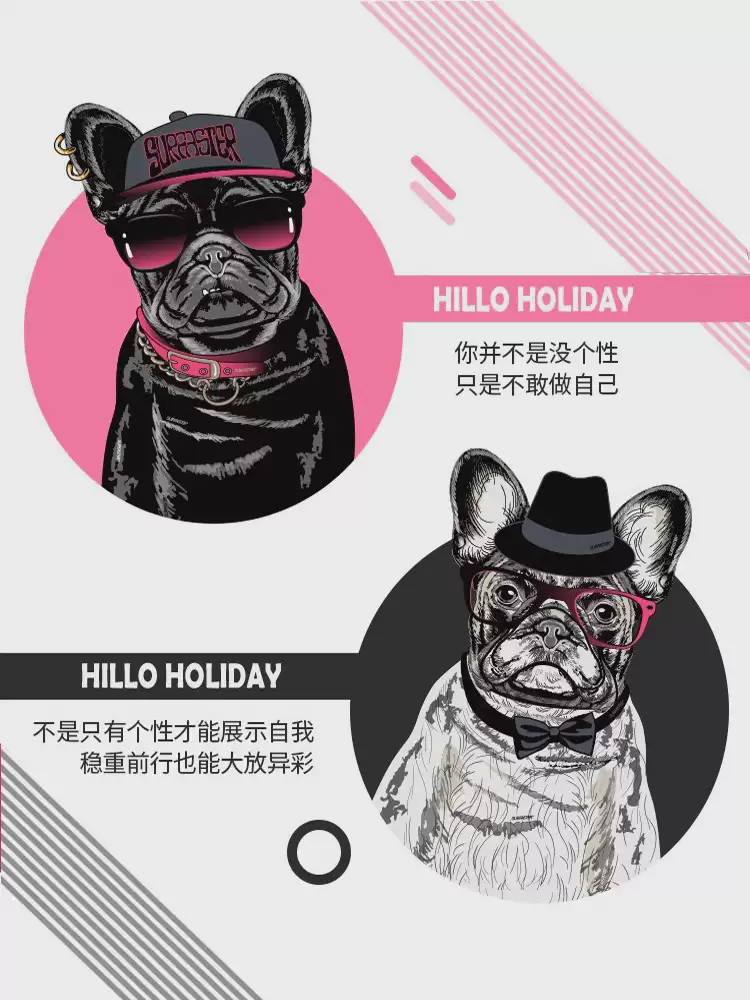 SURFASTER
HILLO HOLIDAY
你并不是没个性
只是不敢做自己
HILLO HOLIDAY
不是只有个性才能展示自我
稳重前行也能大放异彩